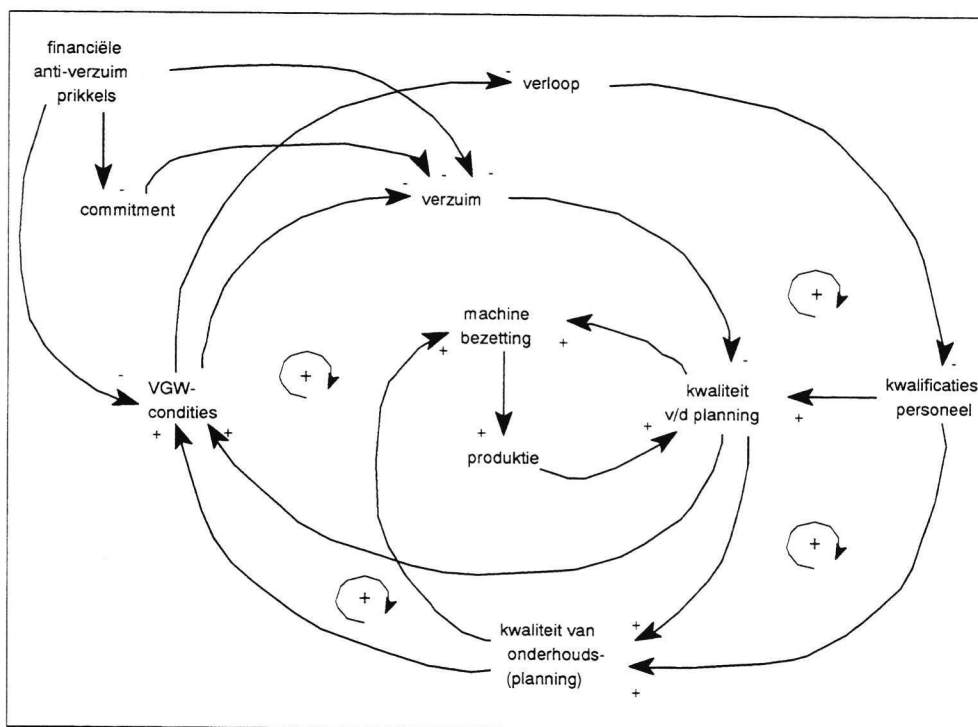 financiële
anti-verzuim
prikkels
-
verloop
-
commitment
-
-
-
-
verzuim
machine
bezetting
+
+
+
+
-
VGW-
condities
+
+
+
produktie
+
-
kwaliteit
v/d planning
+
-
kwalificaties
personeel
+
+
kwaliteit van
onderhouds-
(planning)
+
+